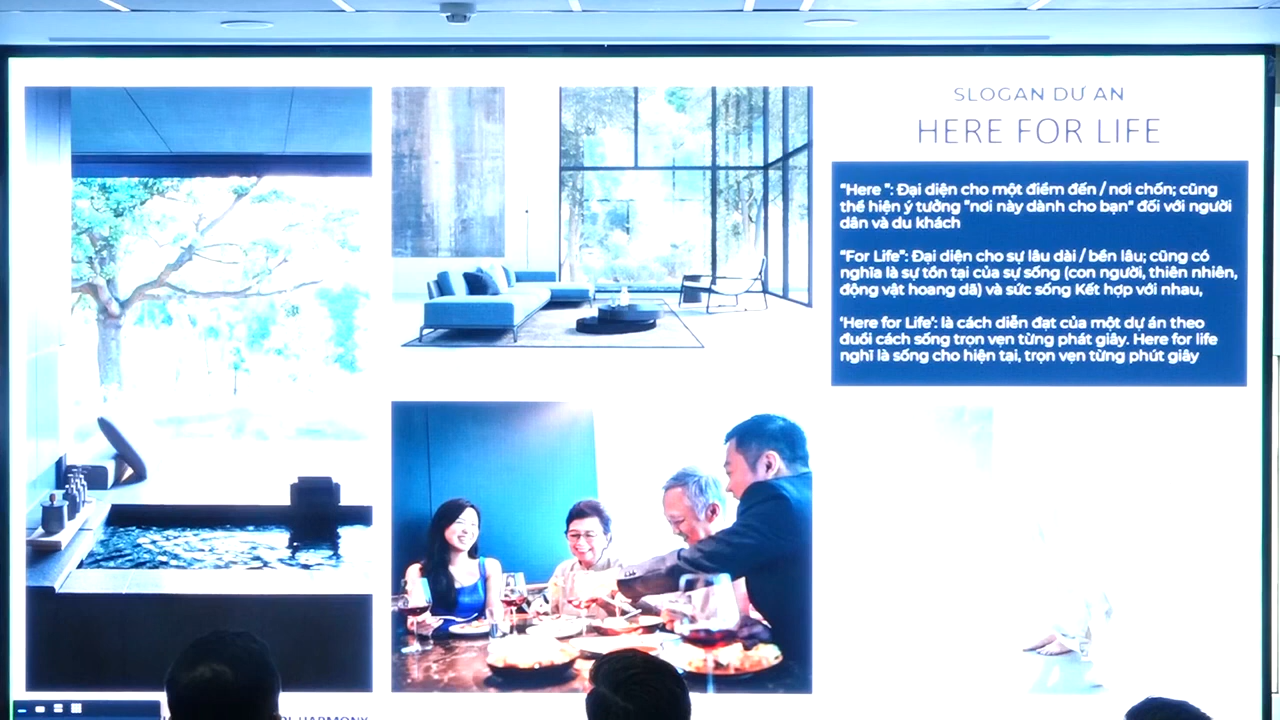 SLOGAN DỰ ÁN
HERE FOR LIFE
“Here ”: Đại diện cho một điểm đến / nơi chốn; cũng
thể hiện ý tưởng "nơi này dành cho bạn" đối với người
dân và du khách
“For Life”: Đại diện cho sự lâu dài / bền lâu; cũng có
nghĩa là sự tồn tại của sự sống (con người, thiên nhiên,
động vật hoang dã) và sức sống Kết hợp với nhau,
‘Here for Life’: là cách diễn đạt của một dự án theo
đuổi cách sống trọn vẹn từng phát giây. Here for life
nghĩ là sống cho hiện tại, trọn vẹn từng phút giây
HARMONY